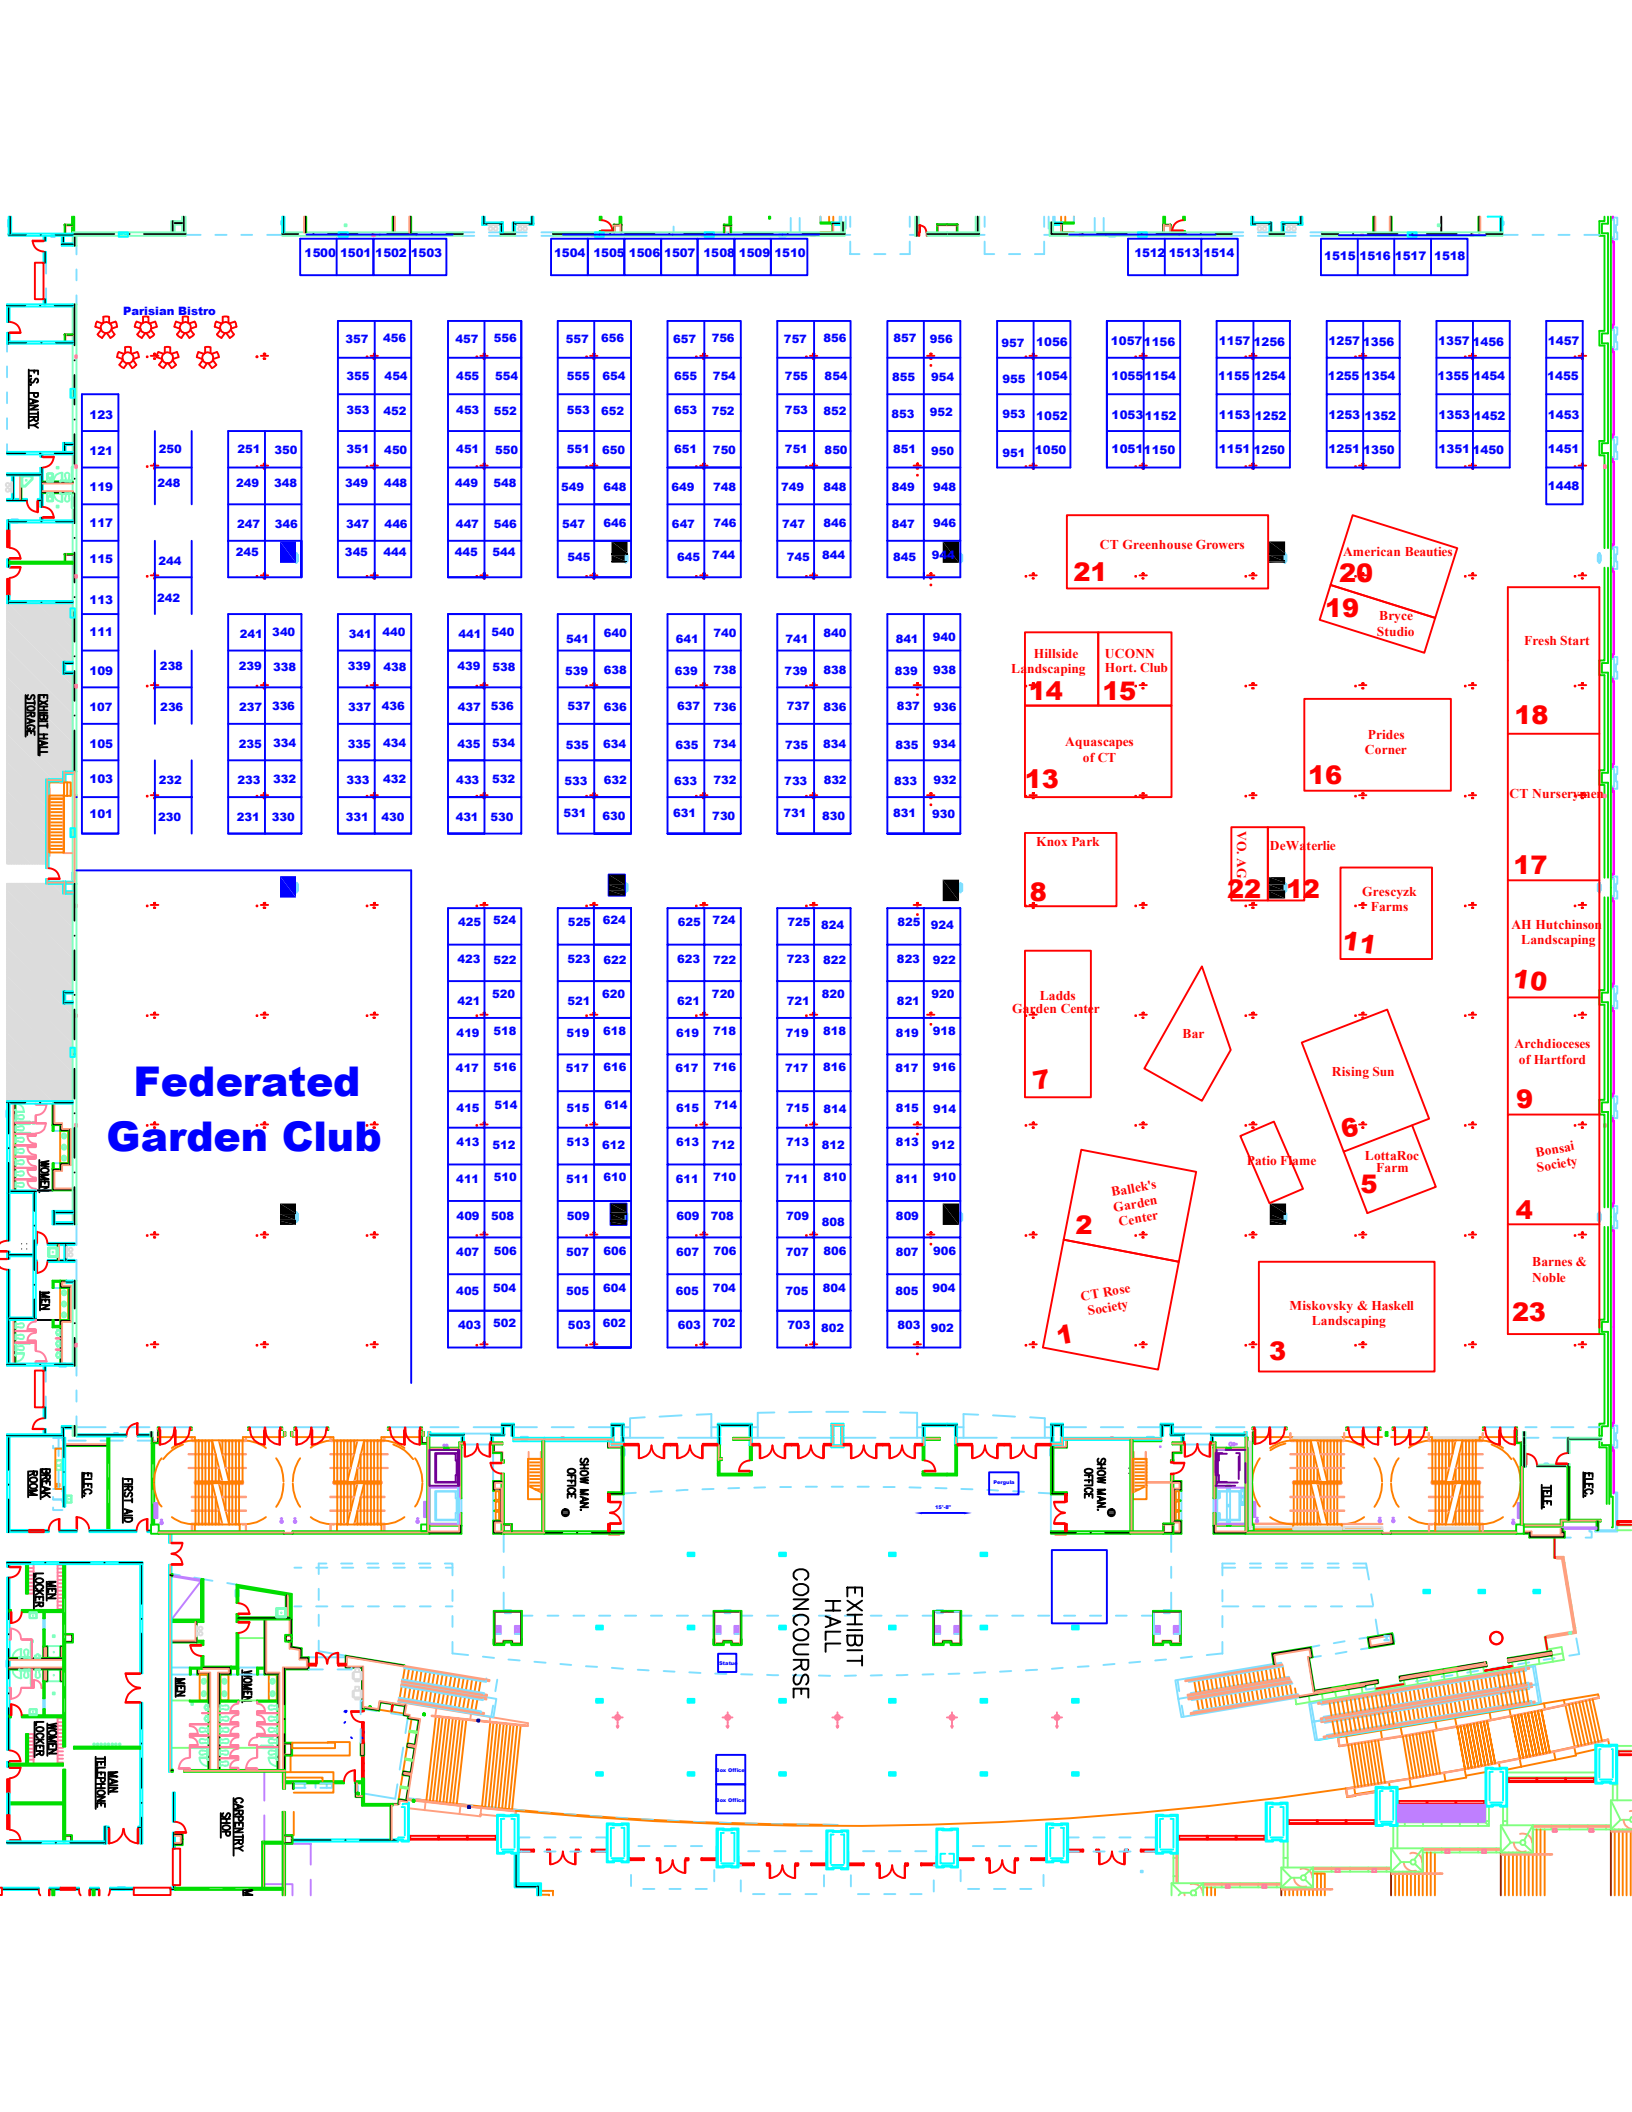 1500 1501 1502 1503 1504 1505 1506 1507 1508 1509 1510 1512 1513 1514 1515 1516 1517 1518
Parisian Bistro
357 456 457 556 557 656 657 756 757 856 857 956 957 1056 1057 1156 1157 1256 1257 1356 1357 1456 1457
355 454 455 554 555 654 655 754 755 854 855 954 955 1054 1055 1154 1155 1254 1255 1354 1355 1454 1455
123 353 452 453 552 553 652 653 752 753 852 853 952 953 1052 1053 1152 1153 1252 1253 1352 1353 1452 1453
121 250 251 350 351 450 451 550 551 650 651 750 751 850 851 950 951 1050 1051 1150 1151 1250 1251 1350 1351 1450 1451
119 248 249 348 349 448 449 548 549 648 649 748 749 848 849 948 1448
117 247 346 347 446 447 546 547 646 647 746 747 846 847 946
115 244 245 345 444 445 544 545 645 744 745 844 845 944
113 242
111 241 340 341 440 441 540 541 640 641 740 741 840 841 940
109 238 239 338 339 438 439 538 539 638 639 738 739 838 839 938
107 236 237 336 337 436 437 536 537 636 637 736 737 836 837 936
105 235 334 335 434 435 534 535 634 635 734 735 834 835 934
103 232 233 332 333 432 433 532 533 632 633 732 733 832 833 932
101 230 231 330 331 430 431 530 531 630 631 730 731 830 831 930
425 524 525 624 625 724 725 824 825 924
423 522 523 622 623 722 723 822 823 922
421 520 521 620 621 720 721 820 821 920
419 518 519 618 619 718 719 818 819 918
417 516 517 616 617 716 717 816 817 916
415 514 515 614 615 714 715 814 815 914
413 512 513 612 613 712 713 812 813 912
411 510 511 610 611 710 711 810 811 910
409 508 509 609 708 709 808 809
407 506 507 606 607 706 707 806 807 906
405 504 505 604 605 704 705 804 805 904
403 502 503 602 603 702 703 802 803 902
Federated
Garden Club
CT Greenhouse Growers
21
American Beauties
20
19
Bryce
Studio
Hillside
Landscaping
14
UCONN
Hort. Club
15
Fresh Start
18
Aquascapes
of CT
13
Prides
Corner
16
CT Nurserymen
17
Knox Park
8
VO. AG
22
DeWaterlie
12
Grescyzk
Farms
11
AH Hutchinson
Landscaping
10
Ladds
Garden Center
7
Bar
Rising Sun
6
Archdioceses
of Hartford
9
Patio Flame
LottaRoc
Farm
5
Bonsai
Society
4
Ballek's
Garden
Center
2
CT Rose
Society
1
Miskovsky & Haskell
Landscaping
3
Barnes &
Noble
23
F.S. PANTRY
EXHIBIT HALL
STORAGE
WOMEN
MEN
BREAK
ROOM
ELEC.
FIRST AID
SHOW MAN.
OFFICE
Pergula
15'-8"
SHOW MAN.
OFFICE
TELE.
ELEC.
EXHIBIT
HALL
CONCOURSE
MEN
LOCKER
WOMEN
LOCKER
MAIN
TELEPHONE
MEN
WOMEN
CARPENTRY
SHOP
Statue
Box Office
Box Office